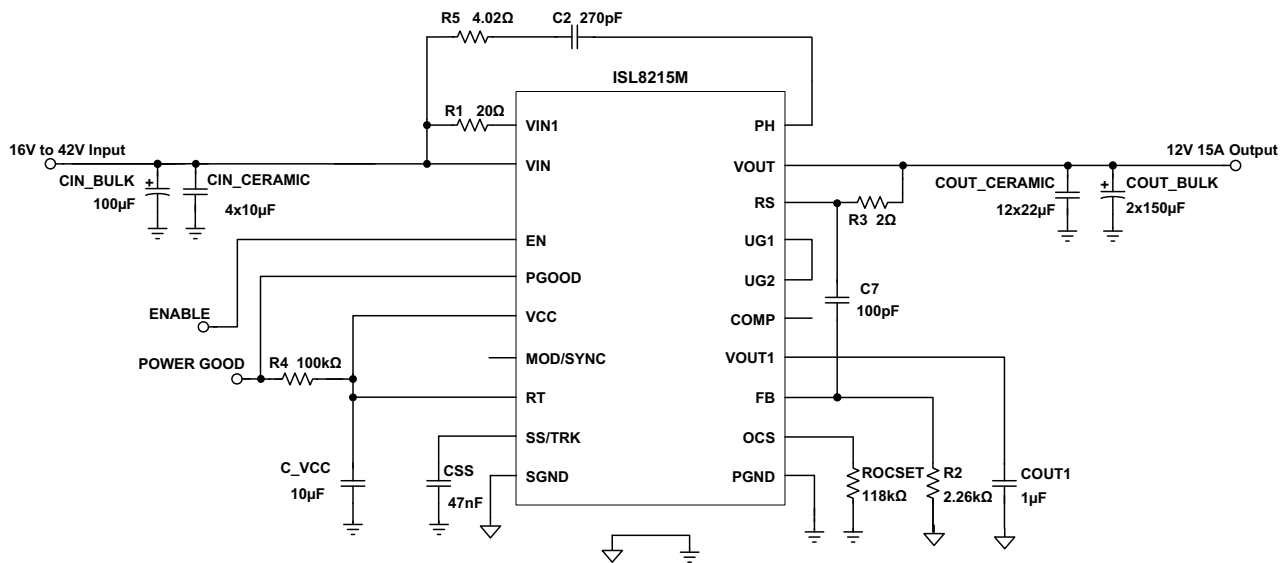 R5 4.02Ω
C2 270pF
ISL8215M
R1 20Ω
VIN1
PH
16V to 42V Input
VIN
VOUT
12V 15A Output
CIN_BULK
+
100µF
CIN_CERAMIC
4x10µF
RS
R3 2Ω
COUT_CERAMIC
12x22µF
+
COUT_BULK
2x150µF
EN
UG1
PGOOD
UG2
C7
100pF
ENABLE
VCC
COMP
POWER GOOD
R4 100kΩ
MOD/SYNC
VOUT1
RT
FB
SS/TRK
OCS
C_VCC
10µF
CSS
47nF
SGND
PGND
ROCSET
118kΩ
R2
2.26kΩ
COUT1
1µF